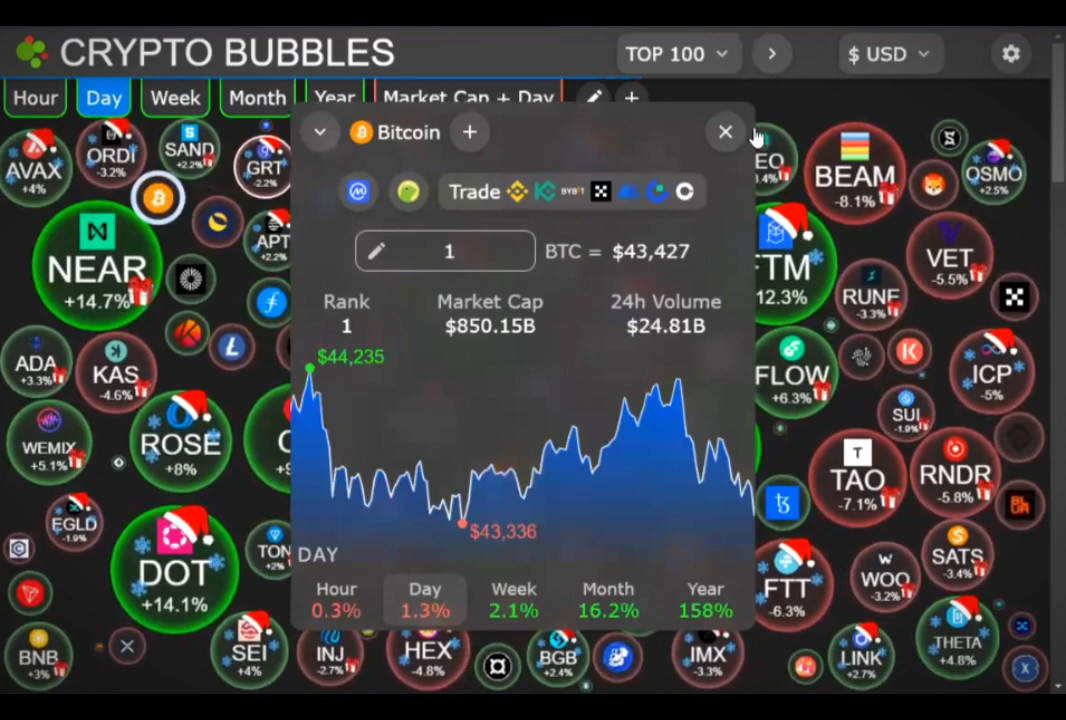 CRYPTO BUBBLES
TOP 100
$ USD
Hour
Day
Week
Month
Year
Market Cap + Day
Bitcoin
Trade
BYBIT
1
BTC = $43,427
Rank
Market Cap
24h Volume
1
$850.15B
$24.81B
$44,235
$43,336
DAY
Hour
Day
Week
Month
Year
0.3%
1.3%
2.1%
16.2%
158%
AVAX
+4%
ORDI
-3.2%
SAND
+2.2%
GRT
-2.2%
NEAR
+14.7%
APT
+2.2%
ADA
+3.3%
KAS
-4.6%
WEMIX
+5.1%
ROSE
+8%
EGLD
-1.9%
DOT
+14.1%
TON
+2%
BNB
+3%
SEI
+4%
INJ
-2.7%
HEX
-4.8%
BGB
+2.4%
IMX
-3.3%
BEAM
-8.1%
OSMO
+2.5%
FTM
12.3%
VET
-5.5%
RUNE
-3.3%
FLOW
+6.3%
ICP
-5%
SUI
-1.9%
T
TAO
-7.1%
RNDR
-5.8%
SATS
-3.4%
FTT
-6.3%
WOO
-3.2%
LINK
+2.7%
THETA
+4.8%